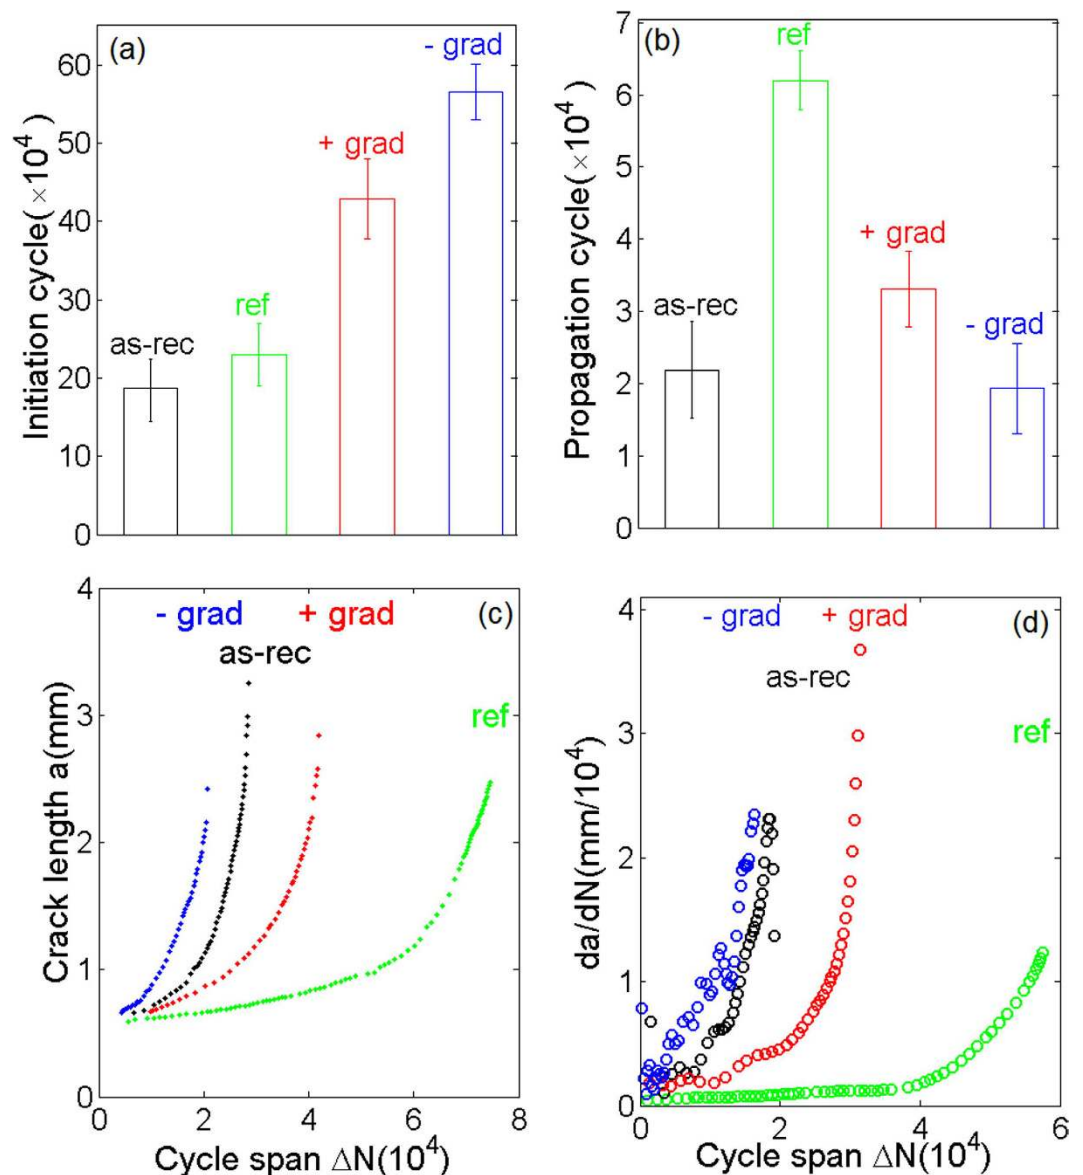 (a)
- grad
+ grad
ref
as-rec
Initiation cycle(×10⁴)
60
50
40
30
20
10
0
(b)
ref
+ grad
as-rec
- grad
Propagation cycle(×10⁴)
7
6
5
4
3
2
1
0
- grad + grad (c)
as-rec
ref
Crack length a(mm)
4
3
2
1
0
0 2 4 6 8
Cycle span ΔN(10⁴)
- grad + grad (d)
as-rec
ref
da/dN(mm/10⁴)
4
3
2
1
0
0 2 4 6
Cycle span ΔN(10⁴)